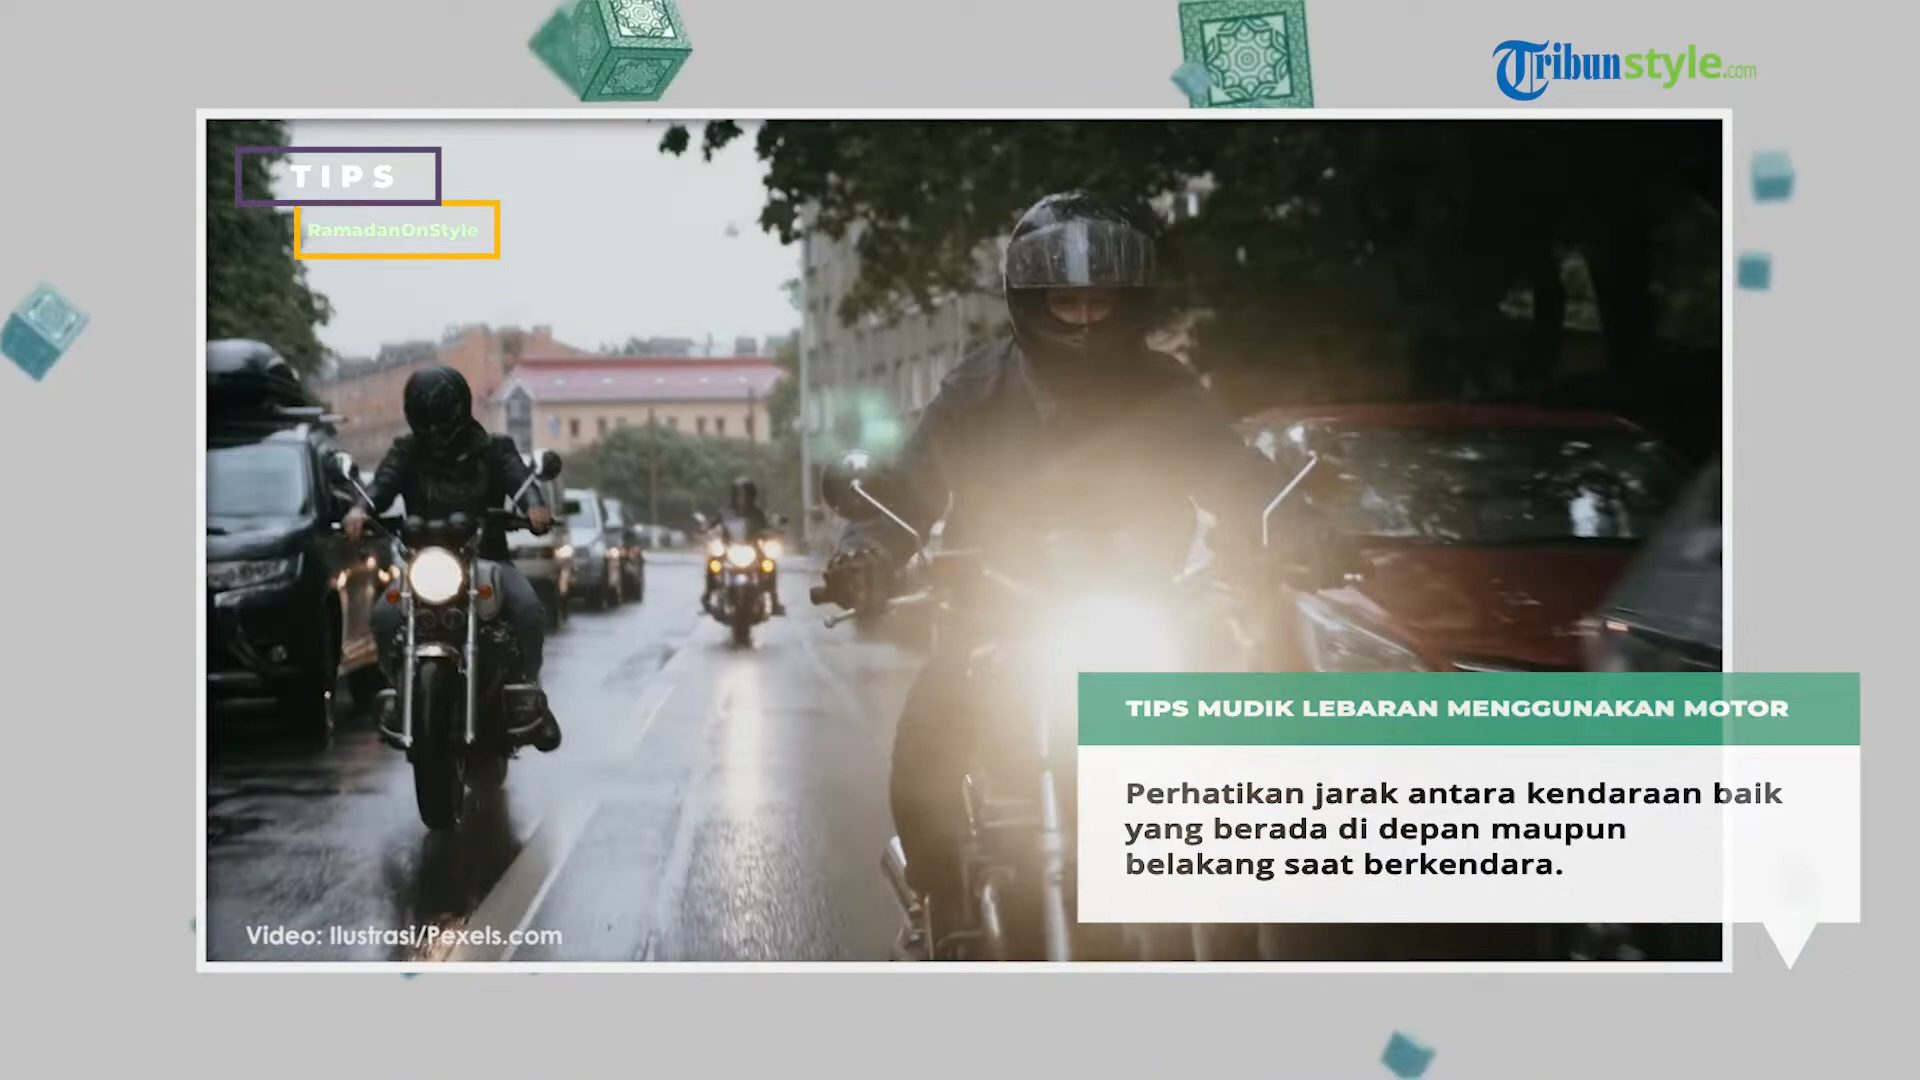 Tribunstyle.com
TIPS
RamadanOnStyle
TIPS MUDIK LEBARAN MENGGUNAKAN MOTOR
Perhatikan jarak antara kendaraan baik
yang berada di depan maupun
belakang saat berkendara.
Video: Ilustrasi/Pexels.com